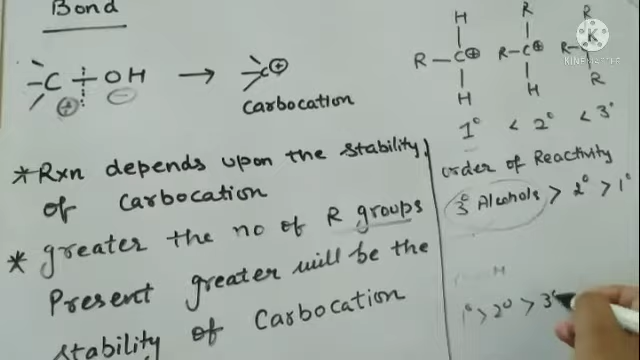 Bond
C OH → C⊕
⊕ ⊖
Carbocation
*Rxn depends upon the stability
of Carbocation
* greater the no of R groups
Present greater will be the
stability of Carbocation
H R R
R—C⊕ R—C⊕ R
H H R
1° < 2° < 3°
order of Reactivity
3° Alcohols > 2° > 1°
H
1° > 2° > 3°
K
KINEMASTER